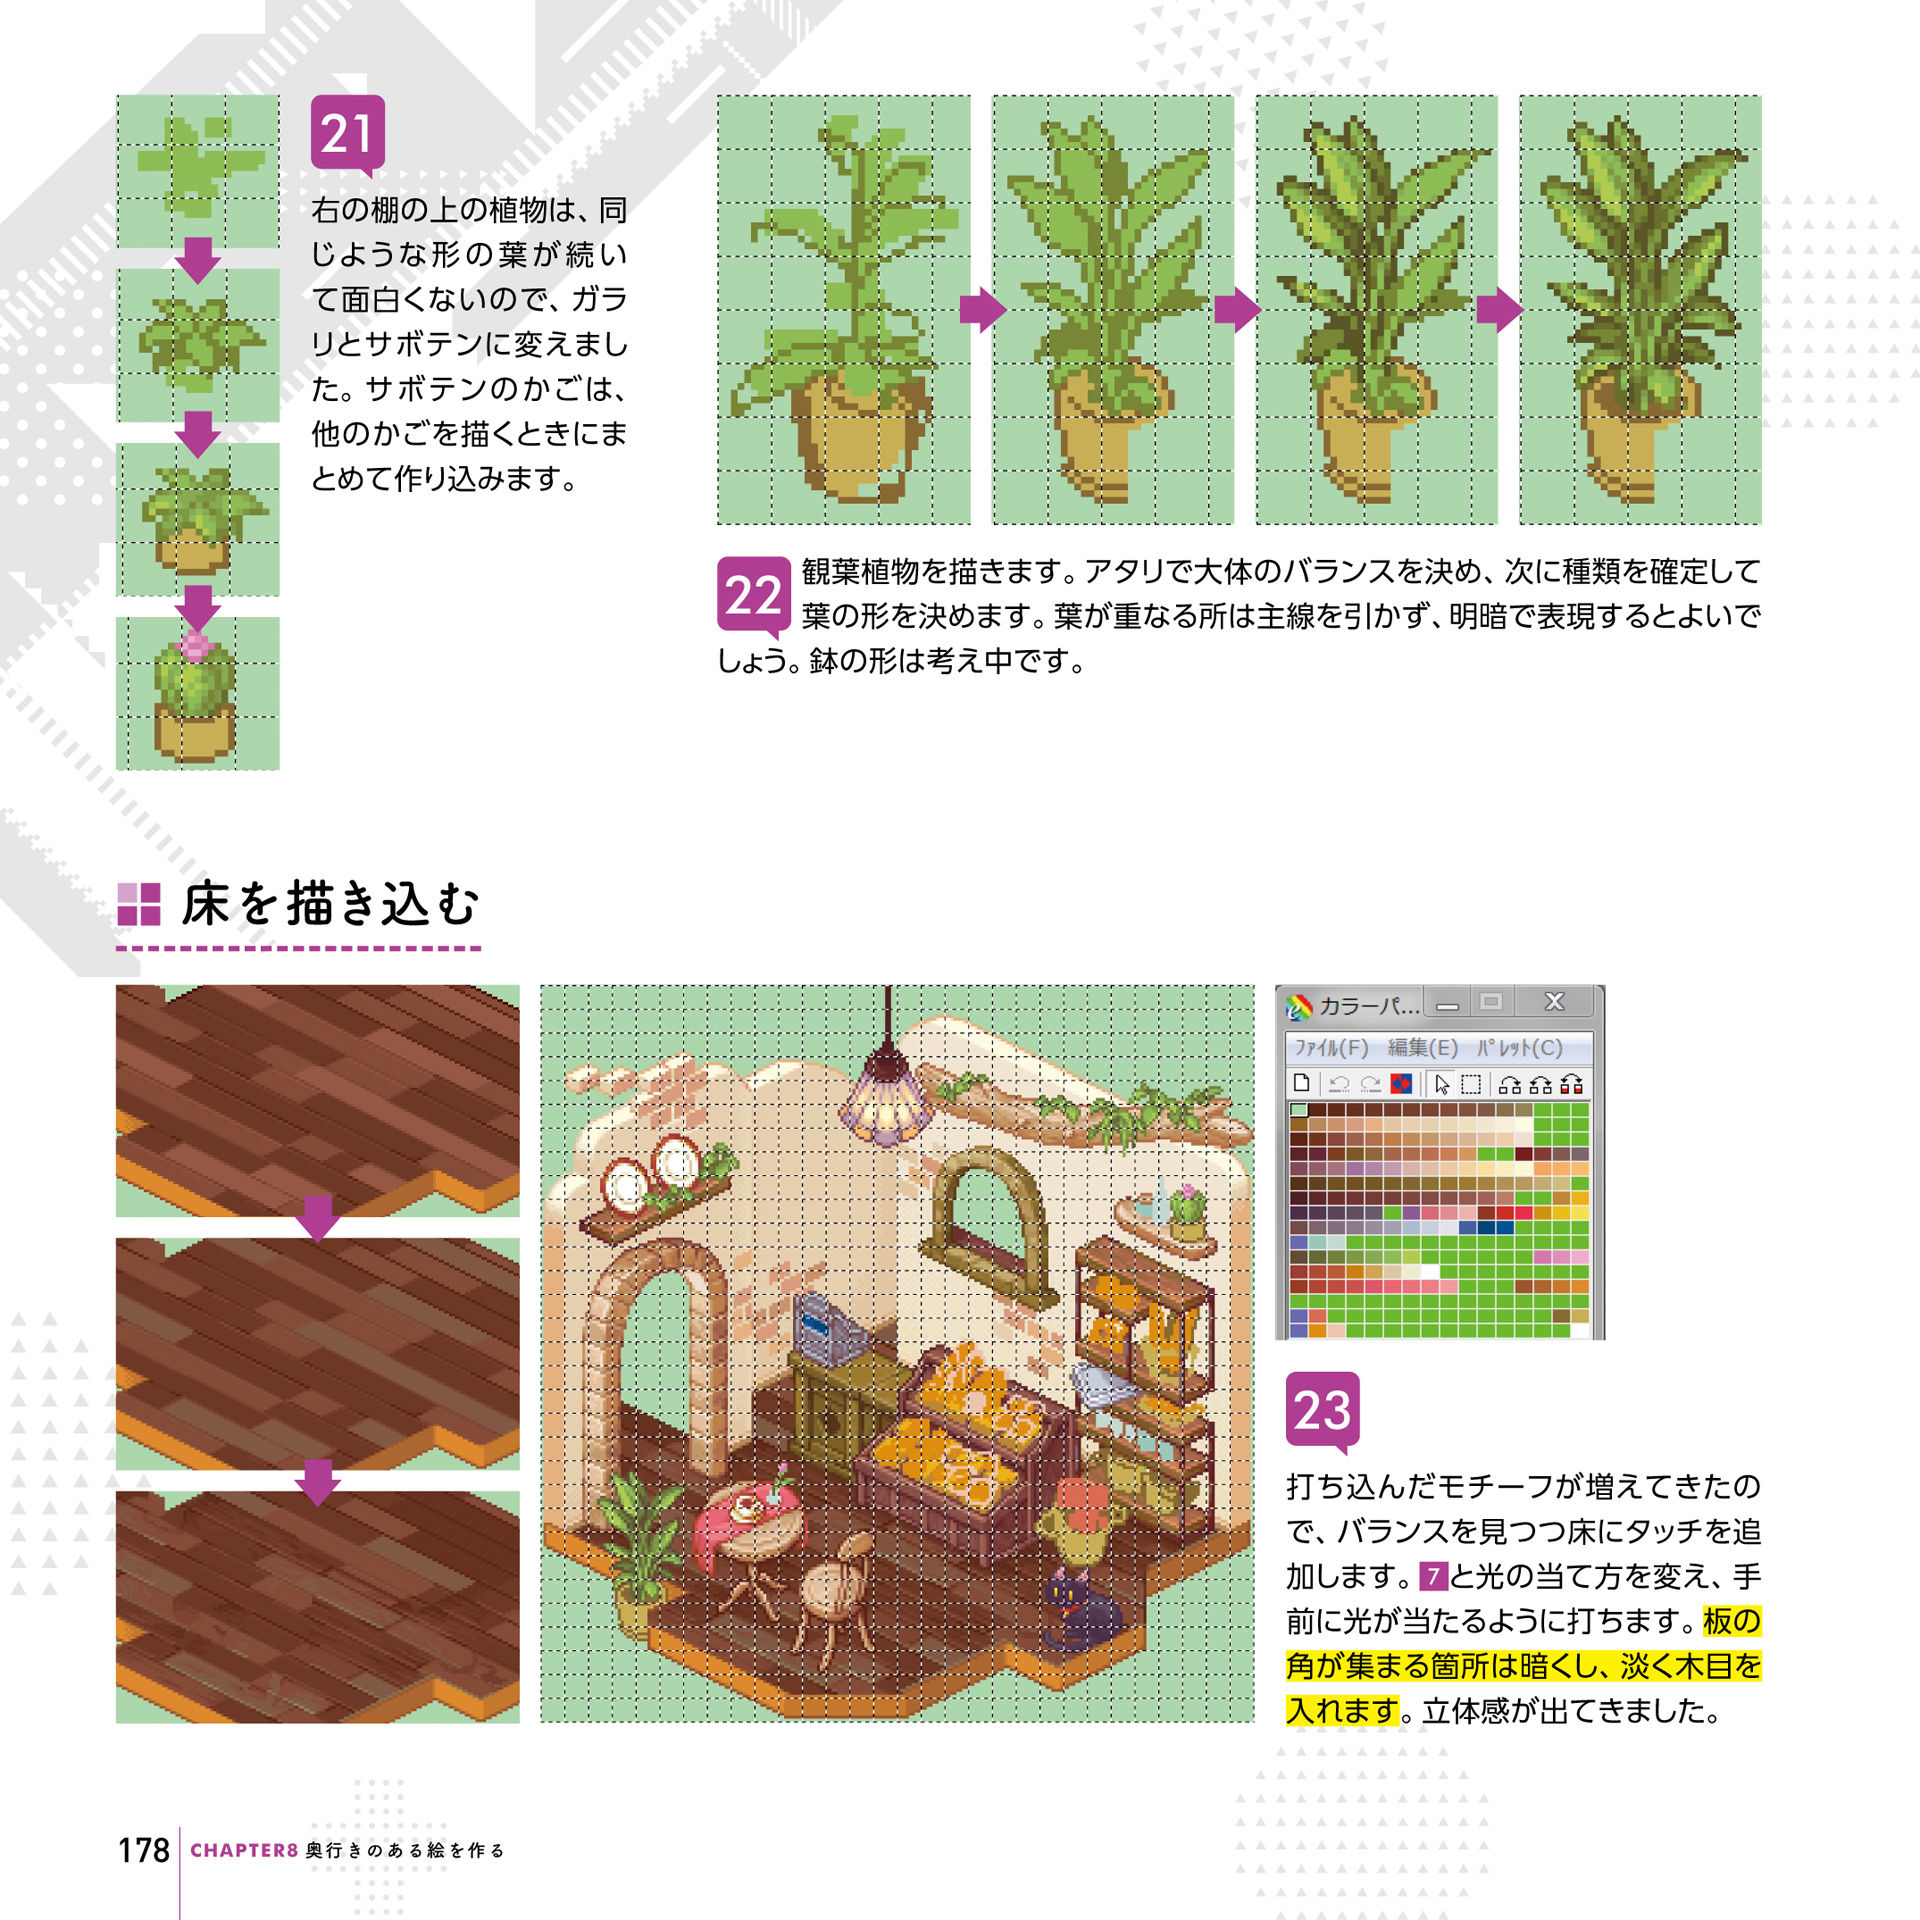 21
右の棚の上の植物は、同
じような形の葉が続い
て面白くないので、ガラ
リとサボテンに変えまし
た。サボテンのかごは、
他のかごを描くときにま
とめて作り込みます。
22
観葉植物を描きます。アタリで大体のバランスを決め、次に種類を確定して
葉の形を決めます。葉が重なる所は主線を引かず、明暗で表現するとよいで
しょう。鉢の形は考え中です。
床を描き込む
カラーパ...
ﾌｧｲﾙ(F) 編集(E) ﾊﾟﾚｯﾄ(C)
23
打ち込んだモチーフが増えてきたの
で、バランスを見つつ床にタッチを追
加します。7と光の当て方を変え、手
前に光が当たるように打ちます。板の
角が集まる箇所は暗くし、淡く木目を
入れます。立体感が出てきました。
178 CHAPTER8 奥行きのある絵を作る